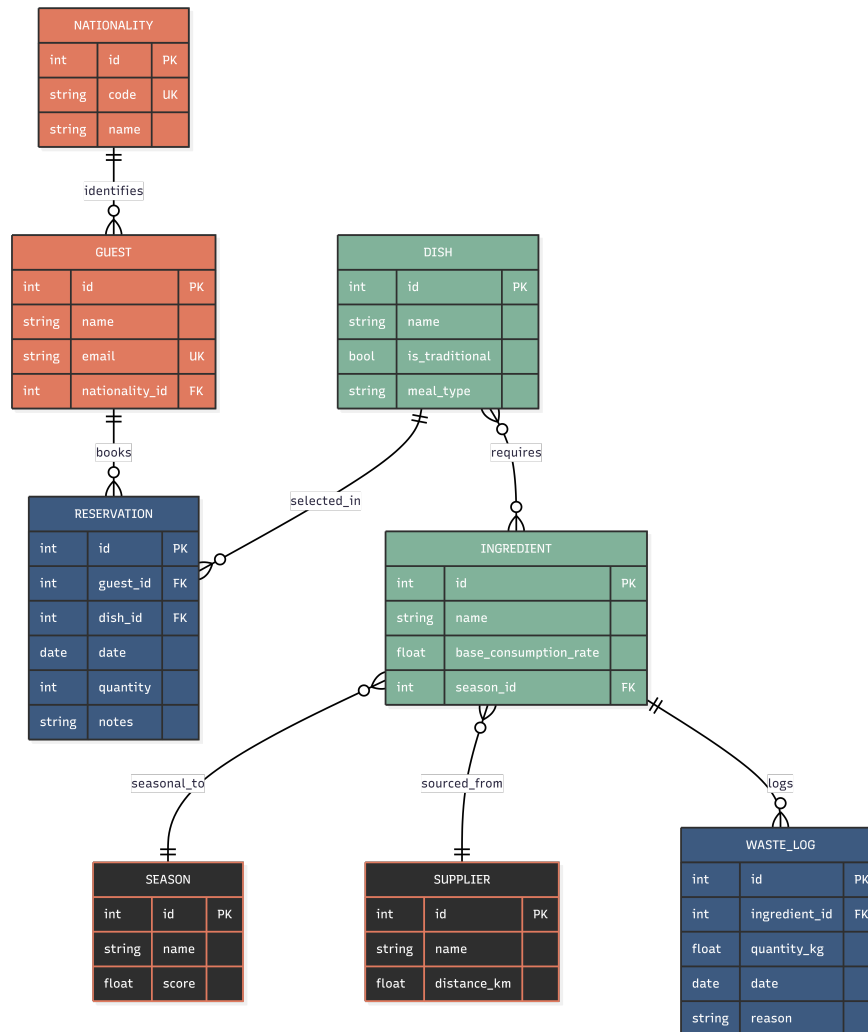 NATIONALITY
int id PK
string code UK
string name
identifies
GUEST
int id PK
string name
string email UK
int nationality_id FK
DISH
int id PK
string name
bool is_traditional
string meal_type
books
requires
selected_in
RESERVATION
int id PK
int guest_id FK
int dish_id FK
date date
int quantity
string notes
INGREDIENT
int id PK
string name
float base_consumption_rate
int season_id FK
seasonal_to
sourced_from
logs
SEASON
int id PK
string name
float score
SUPPLIER
int id PK
string name
float distance_km
WASTE_LOG
int id PK
int ingredient_id FK
float quantity_kg
date date
string reason